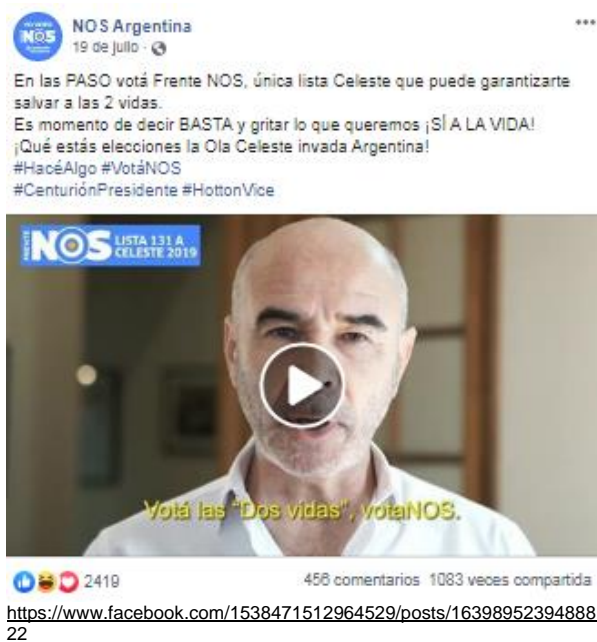 NOS Argentina
19 de julio ·
En las PASO votá Frente NOS, única lista Celeste que puede garantizarte
salvar a las 2 vidas.
Es momento de decir BASTA y gritar lo que queremos ¡SÍ A LA VIDA!
¡Qué estás elecciones la Ola Celeste invada Argentina!
#HacéAlgo #VotáNOS
#CenturiónPresidente #HottonVice
FRENTE NOS LISTA 131 A
CELESTE 2019
Votá las "Dos vidas", votaNOS.
2419 456 comentarios 1083 veces compartida
https://www.facebook.com/1538471512964529/posts/16398952394888
22